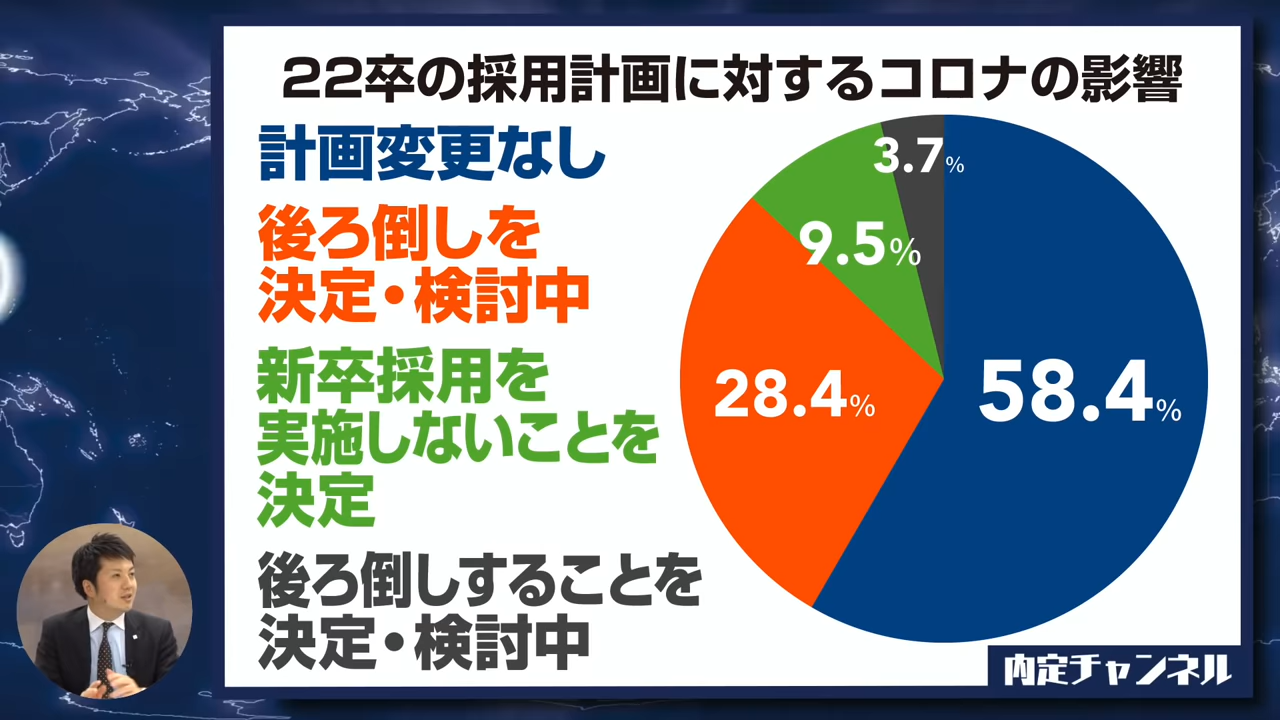 22卒の採用計画に対するコロナの影響
計画変更なし
後ろ倒しを
決定・検討中
新卒採用を
実施しないことを
決定
後ろ倒しすることを
決定・検討中
3.7%
9.5%
28.4%
58.4%
内定チャンネル